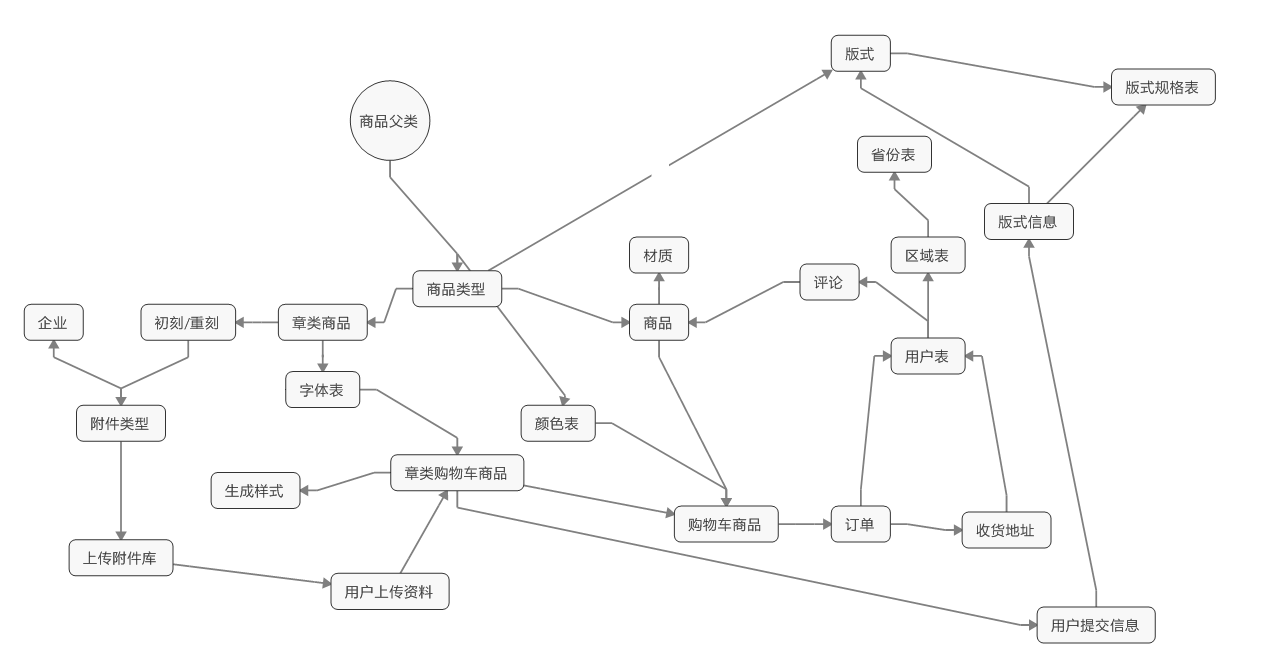 版式
版式规格表
商品父类
省份表
版式信息
材质
区域表
商品类型
评论
企业
初刻/重刻
章类商品
商品
用户表
字体表
附件类型
颜色表
章类购物车商品
生成样式
购物车商品
订单
收货地址
上传附件库
用户上传资料
用户提交信息